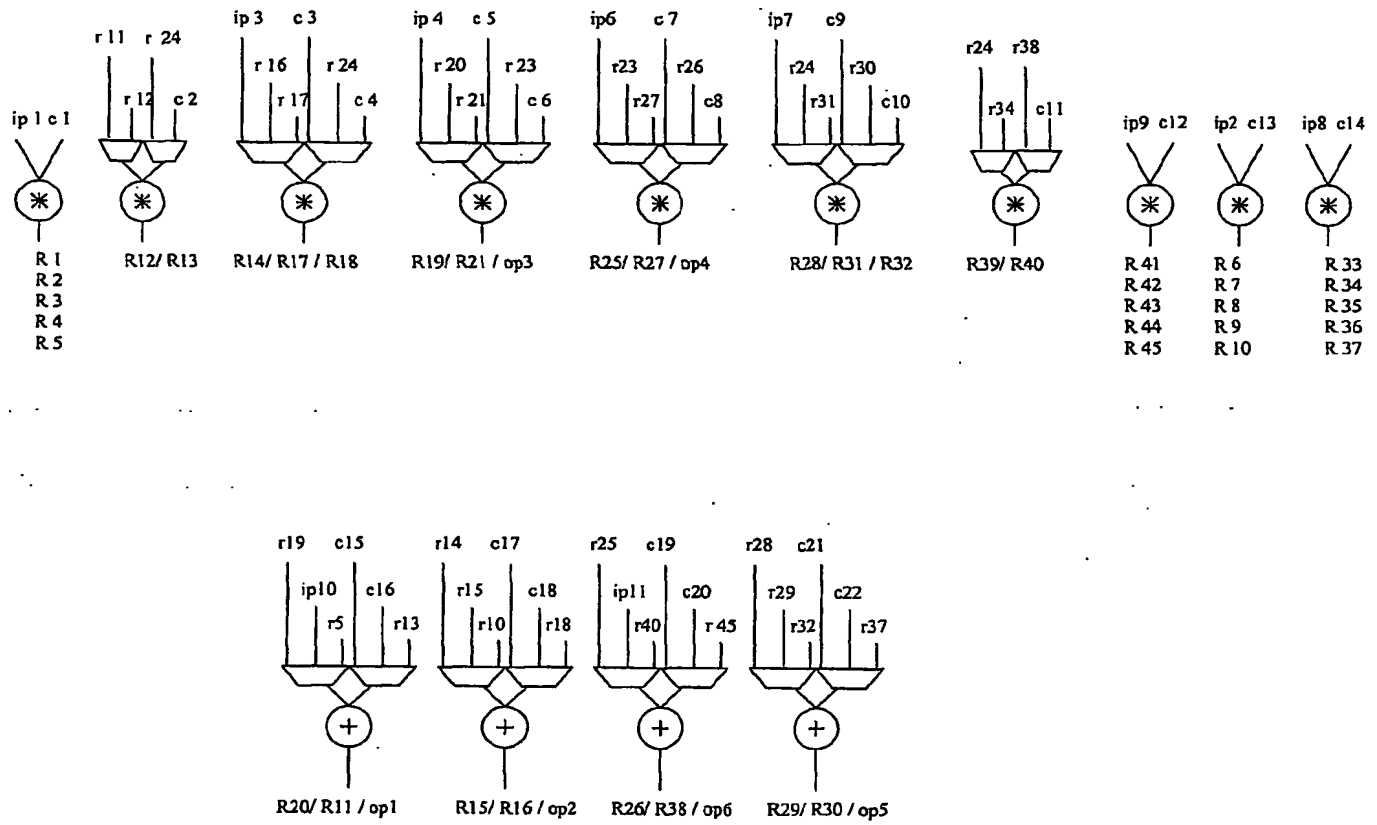 ip 3 c 3 ip 4 c 5 ip6 c 7 ip7 c9
r 11 r 24 r24 r38
r 16 r 24 r 20 r 23 r23 r26 r24 r30
r 12 c 2 r 17 c 4 r 21 c 6 r27 c8 r31 c10 r34 c11
ip 1 c 1 ip9 c12 ip2 c13 ip8 c14
* * * * * * * * * *
R 1 R12/ R13 R14/ R17 / R18 R19/ R21 / op3 R25/ R27 / op4 R28/ R31 / R32 R39/ R40 R 41 R 6 R 33
R 2 R 42 R 7 R 34
R 3 R 43 R 8 R 35
R 4 R 44 R 9 R 36
R 5 R 45 R 10 R 37
r19 c15 r14 c17 r25 c19 r28 c21
ip10 c16 r15 c18 ip11 c20 r29 c22
r5 r13 r10 r18 r40 r 45 r32 r37
+ + + +
R20/ R11 / op1 R15/ R16 / op2 R26/ R38 / op6 R29/ R30 / op5